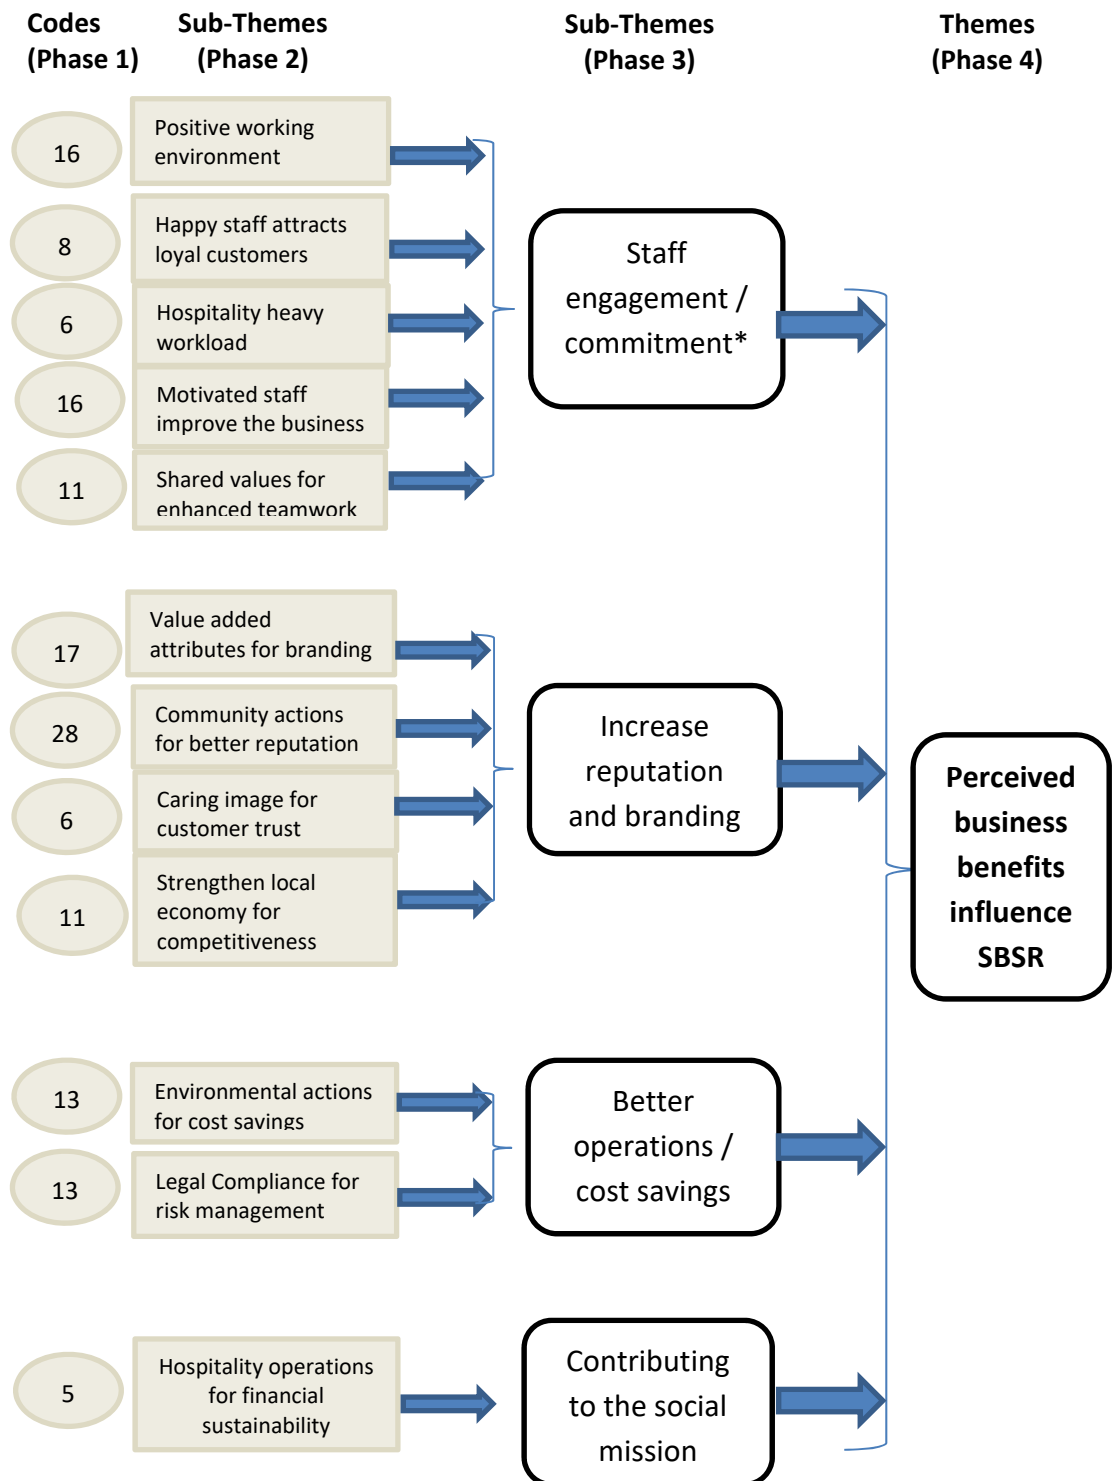 Codes
(Phase 1)
Sub-Themes
(Phase 2)
Sub-Themes
(Phase 3)
Themes
(Phase 4)
16
Positive working
environment
8
Happy staff attracts
loyal customers
6
Hospitality heavy
workload
16
Motivated staff
improve the business
11
Shared values for
enhanced teamwork
Staff
engagement /
commitment*
17
Value added
attributes for branding
28
Community actions
for better reputation
6
Caring image for
customer trust
11
Strengthen local
economy for
competitiveness
Increase
reputation
and branding
13
Environmental actions
for cost savings
13
Legal Compliance for
risk management
Better
operations /
cost savings
5
Hospitality operations
for financial
sustainability
Contributing
to the social
mission
Perceived
business
benefits
influence
SBSR